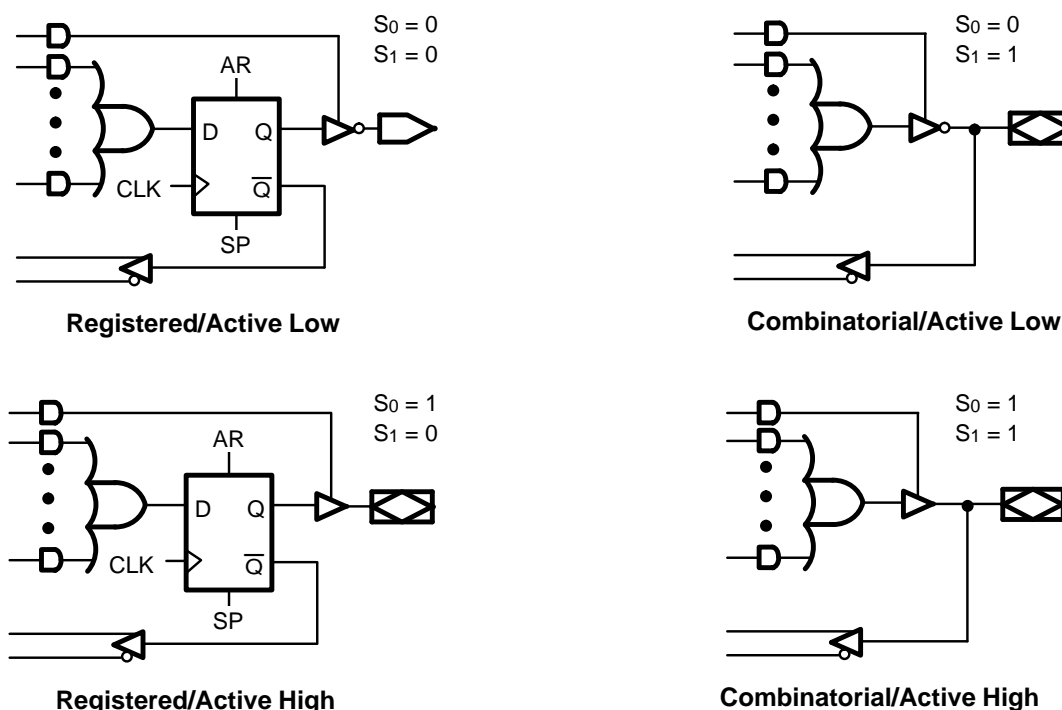 S0 = 0
S1 = 0
AR
D Q
CLK Q̅
SP
Registered/Active Low
S0 = 0
S1 = 1
Combinatorial/Active Low
S0 = 1
S1 = 0
AR
D Q
CLK Q̅
SP
Registered/Active High
S0 = 1
S1 = 1
Combinatorial/Active High